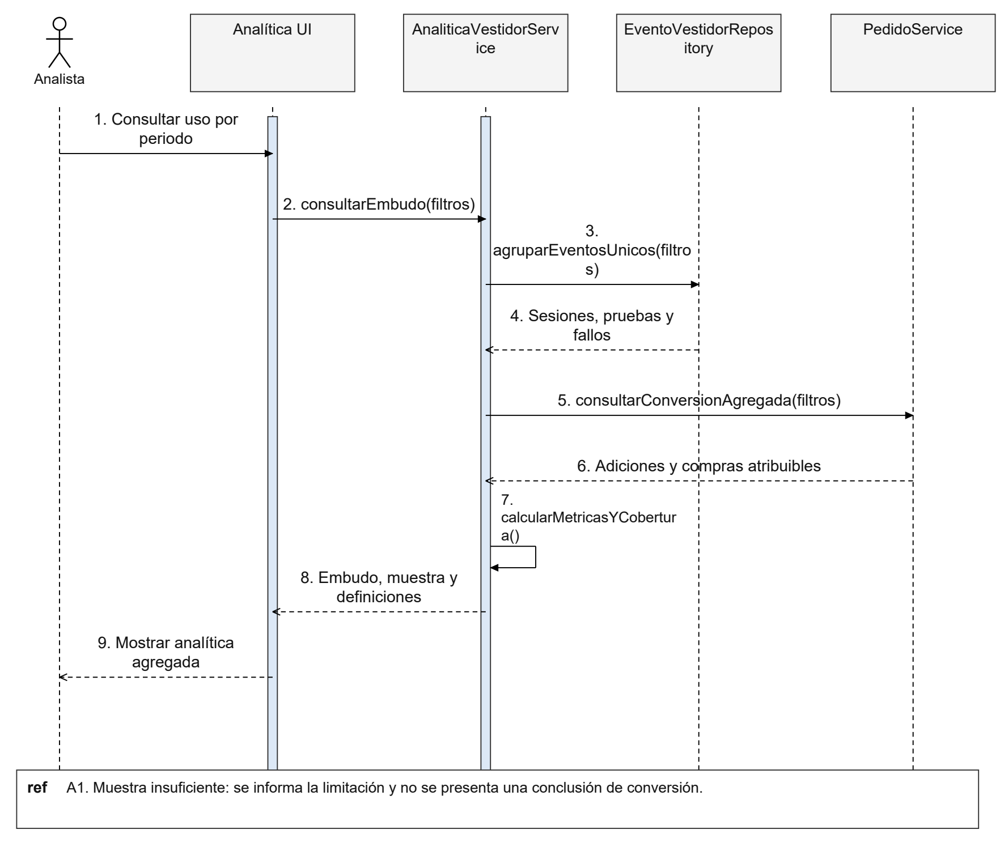 Analista
Analítica UI
AnaliticaVestidorServ
ice
EventoVestidorRepos
itory
PedidoService
1. Consultar uso por
periodo
2. consultarEmbudo(filtros)
3.
agruparEventosUnicos(filtro
s)
4. Sesiones, pruebas y
fallos
5. consultarConversionAgregada(filtros)
6. Adiciones y compras atribuibles
7.
calcularMetricasYCobertur
a()
8. Embudo, muestra y
definiciones
9. Mostrar analítica
agregada
ref A1. Muestra insuficiente: se informa la limitación y no se presenta una conclusión de conversión.